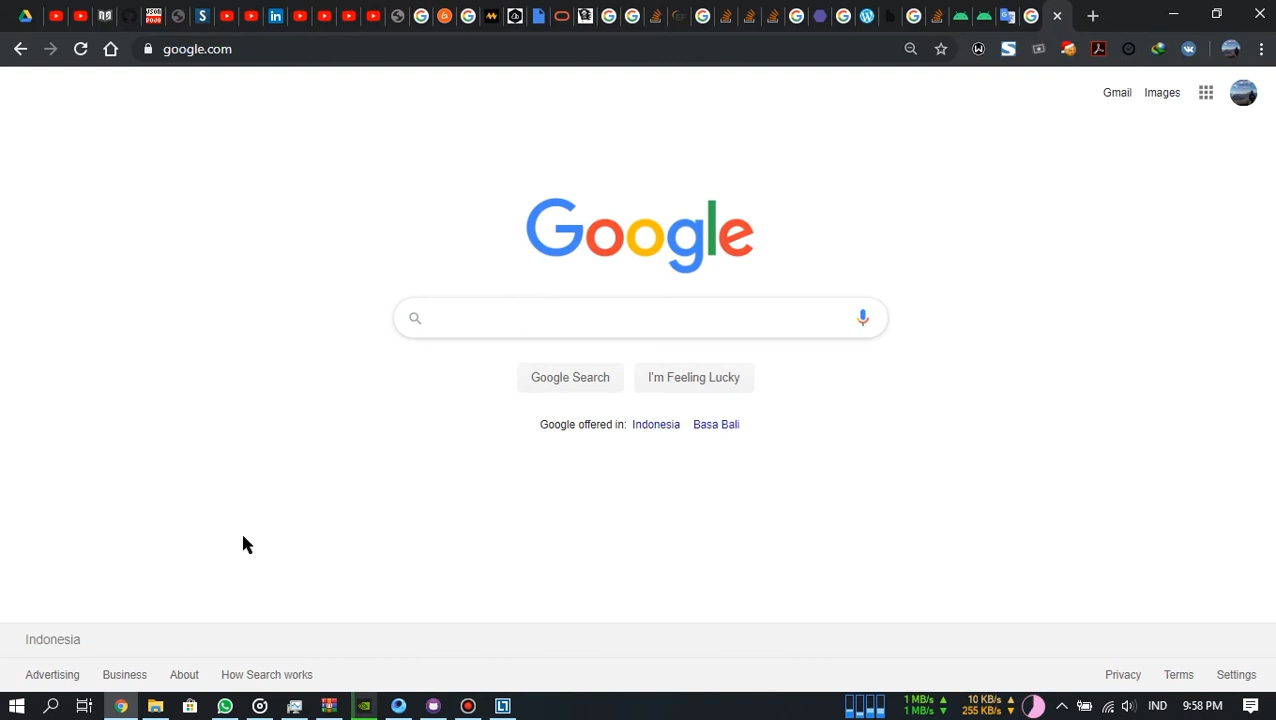 google.com
Gmail Images
Google
Google Search I'm Feeling Lucky
Google offered in: Indonesia Basa Bali
Indonesia
Advertising Business About How Search works
Privacy Terms Settings
1 MB/s 10 KB/s
1 MB/s 255 KB/s
IND 9:58 PM